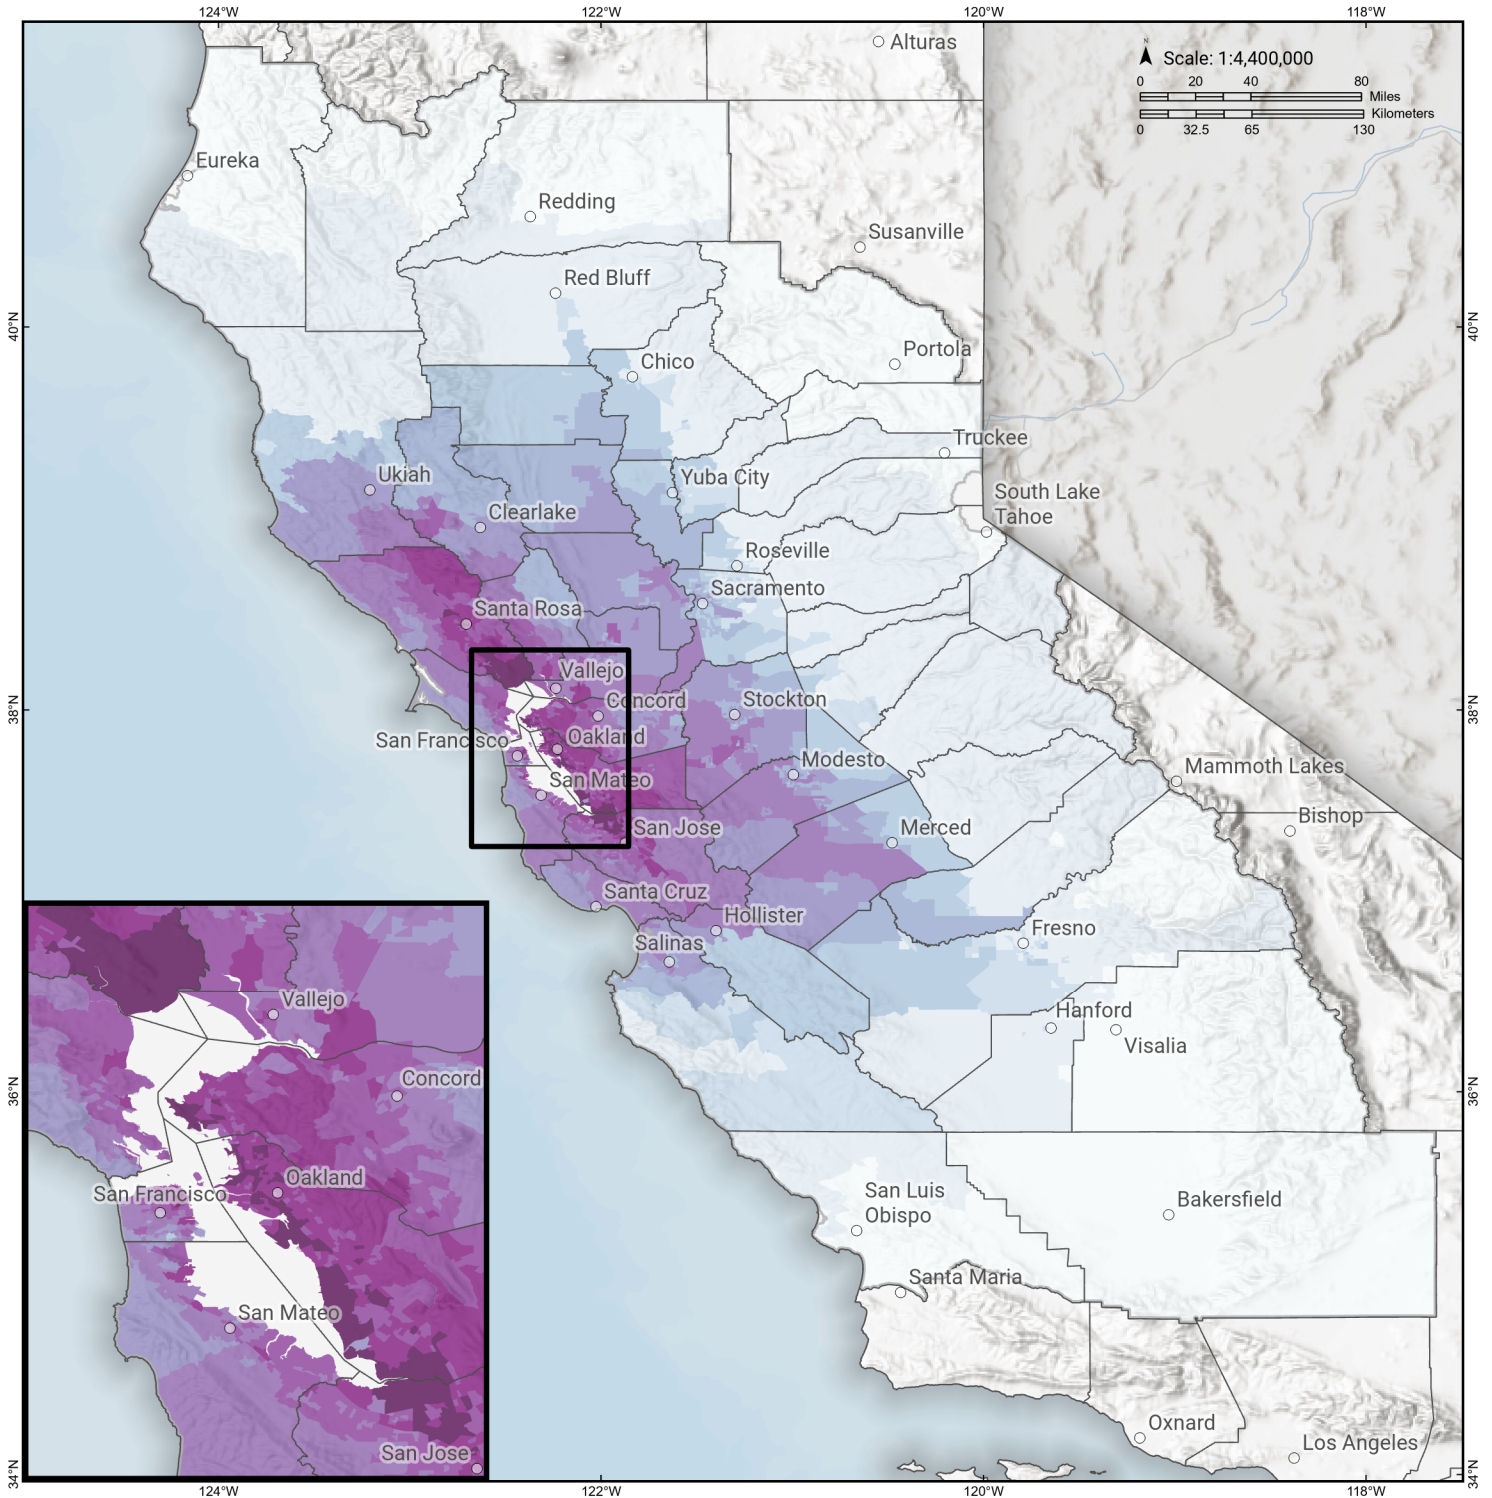 124°W
122°W
120°W
118°W
N
Scale: 1:4,400,000
0
20
40
80
Miles
Kilometers
0
32.5
65
130
Alturas
Eureka
Redding
Susanville
Red Bluff
40°N
40°N
Portola
Chico
Truckee
Ukiah
Yuba City
South Lake
Tahoe
Clearlake
Roseville
Sacramento
Santa Rosa
Vallejo
Concord
Stockton
38°N
38°N
San Francisco
Oakland
Modesto
Mammoth Lakes
San Mateo
Bishop
San Jose
Merced
Santa Cruz
Hollister
Fresno
Salinas
Hanford
Visalia
36°N
36°N
San Luis
Obispo
Bakersfield
Santa Maria
Oxnard
Los Angeles
Vallejo
Concord
Oakland
San Francisco
San Mateo
San Jose
34°N
34°N
124°W
122°W
120°W
118°W